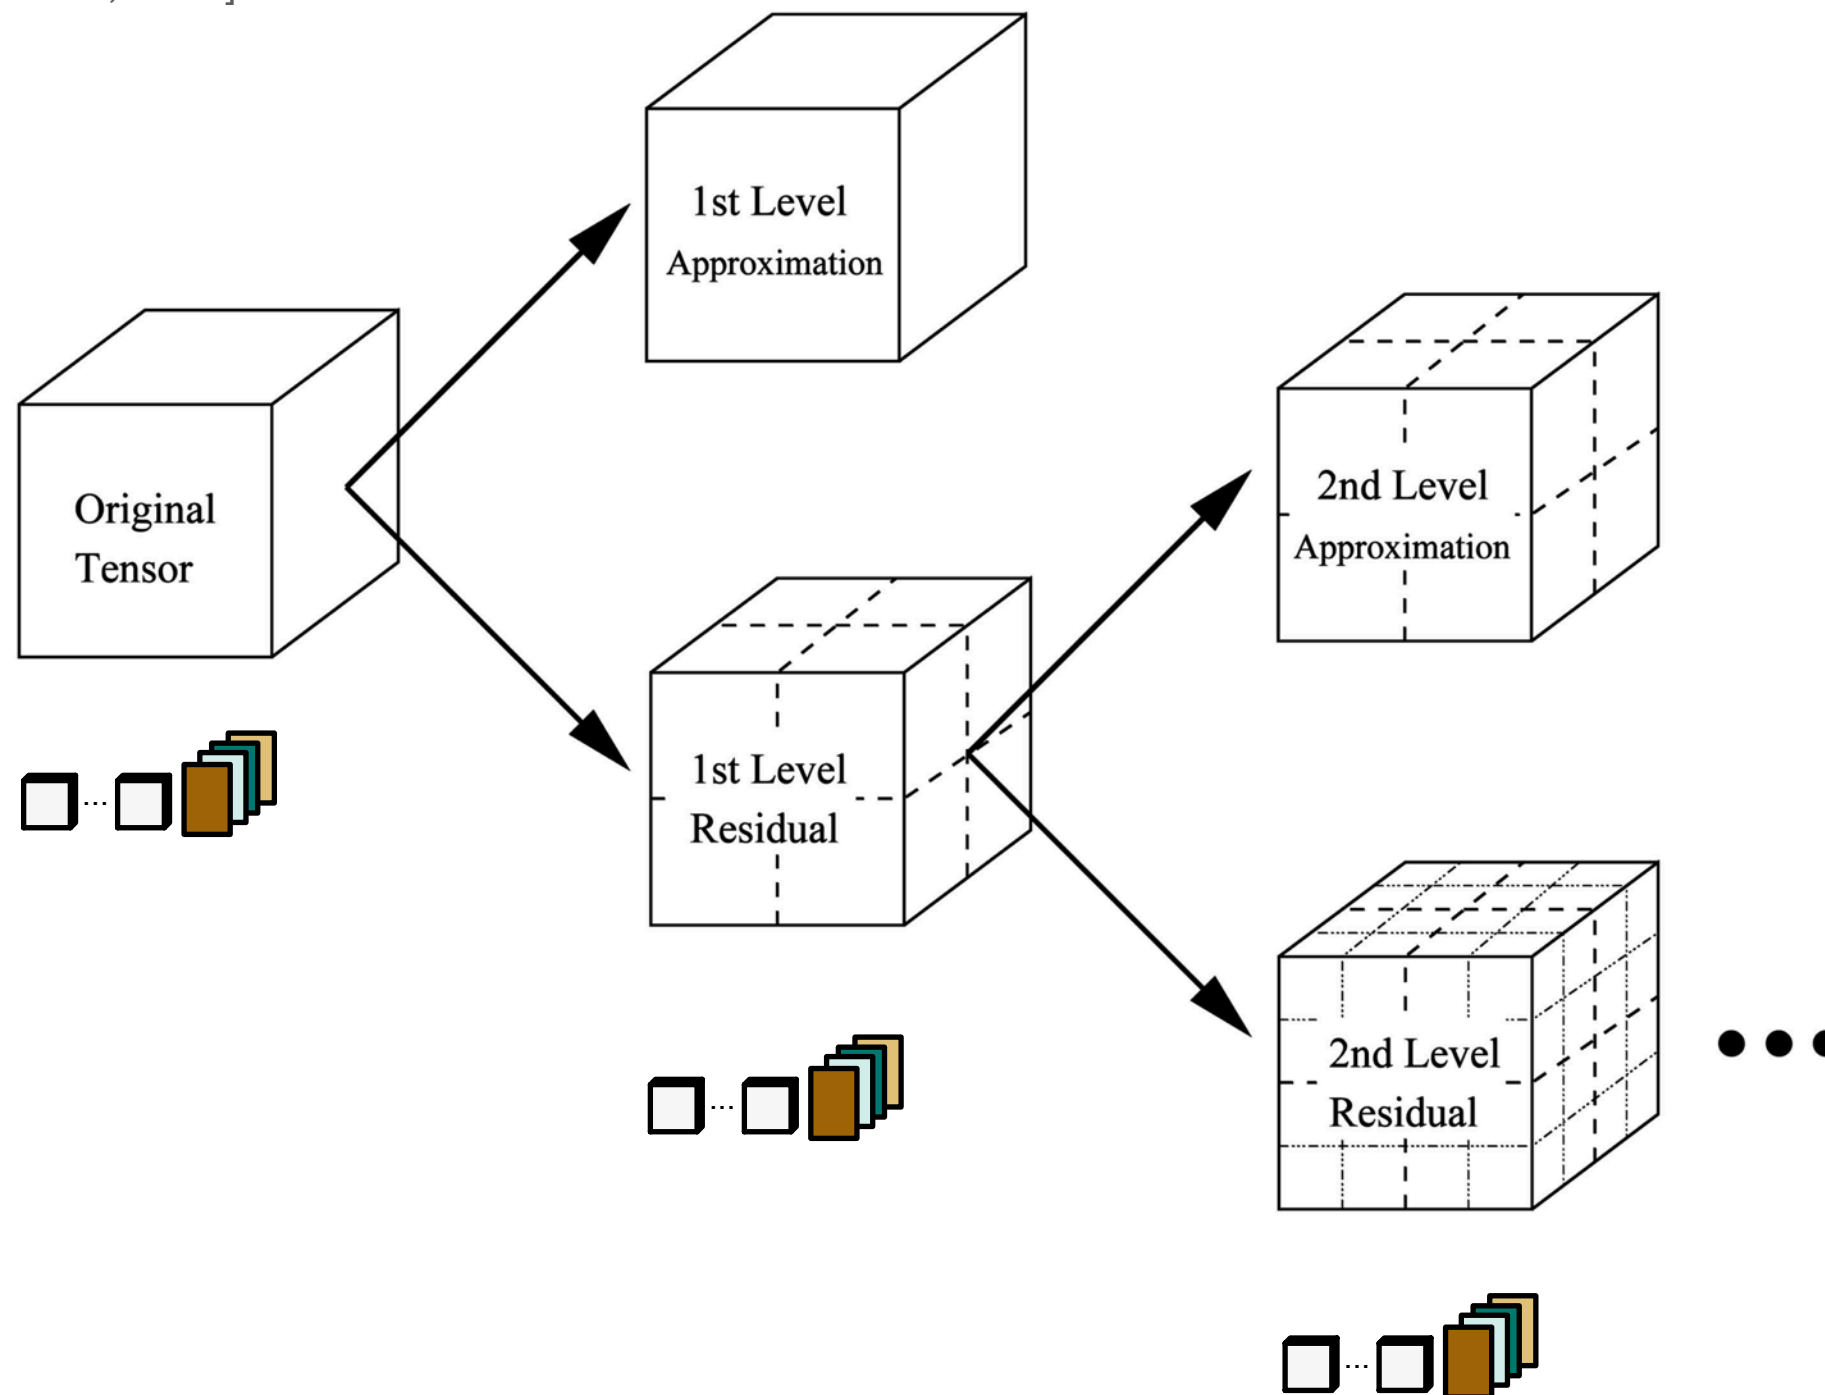 1st Level
Approximation
Original
Tensor
2nd Level
Approximation
1st Level
Residual
...
...
2nd Level
Residual
...
...